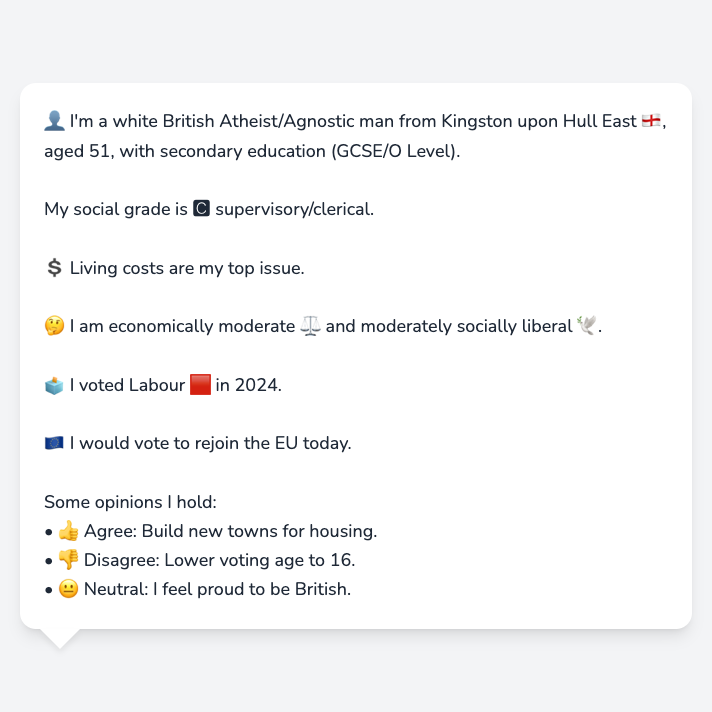 👤 I'm a white British Atheist/Agnostic man from Kingston upon Hull East 🏴󠁧󠁢󠁥󠁮󠁧󠁿,
aged 51, with secondary education (GCSE/O Level).
My social grade is 🅲 supervisory/clerical.
💲 Living costs are my top issue.
🤔 I am economically moderate ⚖️ and moderately socially liberal 🕊️.
🗳️ I voted Labour 🟥 in 2024.
🇪🇺 I would vote to rejoin the EU today.
Some opinions I hold:
• 👍 Agree: Build new towns for housing.
• 👎 Disagree: Lower voting age to 16.
• 😐 Neutral: I feel proud to be British.